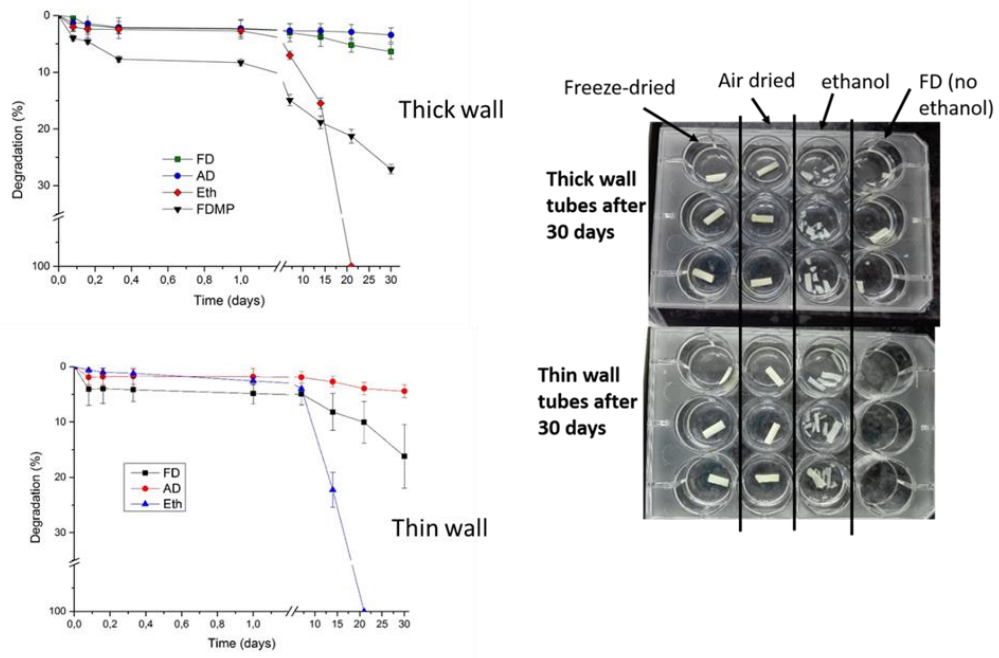 0
10
20
30
100
Degradation (%)
FD
AD
Eth
FDMP
Thick wall
0,0
0,2
0,4
0,6
0,8
1,0
5
10
15
20
25
30
Time (days)
0
10
20
30
100
Degradation (%)
FD
AD
Eth
Thin wall
0,0
0,2
0,4
0,6
0,8
1,0
10
15
20
25
30
Time (days)
Freeze-dried
Air dried
ethanol
FD (no
ethanol)
Thick wall
tubes after
30 days
Thin wall
tubes after
30 days